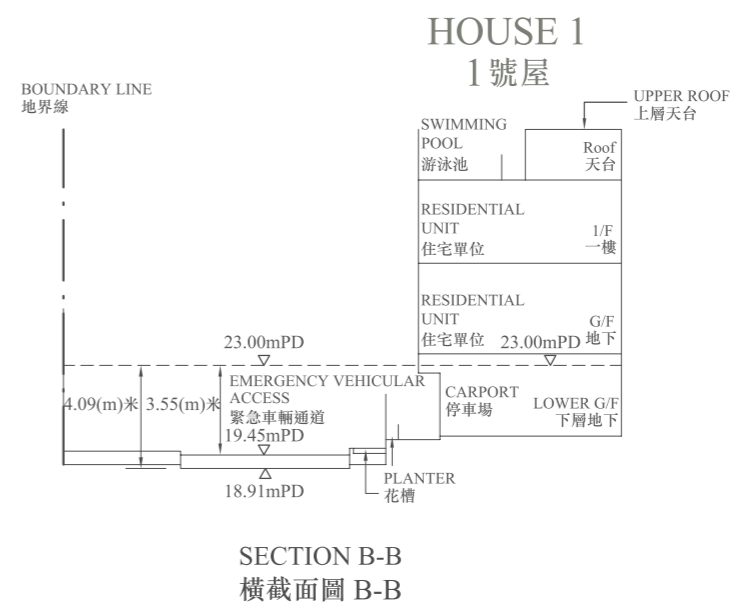 HOUSE 1
1號屋
BOUNDARY LINE
地界線
UPPER ROOF
上層天台
SWIMMING
POOL
游泳池
Roof
天台
RESIDENTIAL
UNIT
住宅單位
1/F
一樓
RESIDENTIAL
UNIT
住宅單位
G/F
地下
23.00mPD
23.00mPD
4.09(m)米
3.55(m)米
EMERGENCY VEHICULAR
ACCESS
緊急車輛通道
19.45mPD
CARPORT
停車場
LOWER G/F
下層地下
18.91mPD
PLANTER
花槽
SECTION B-B
橫截面圖 B-B